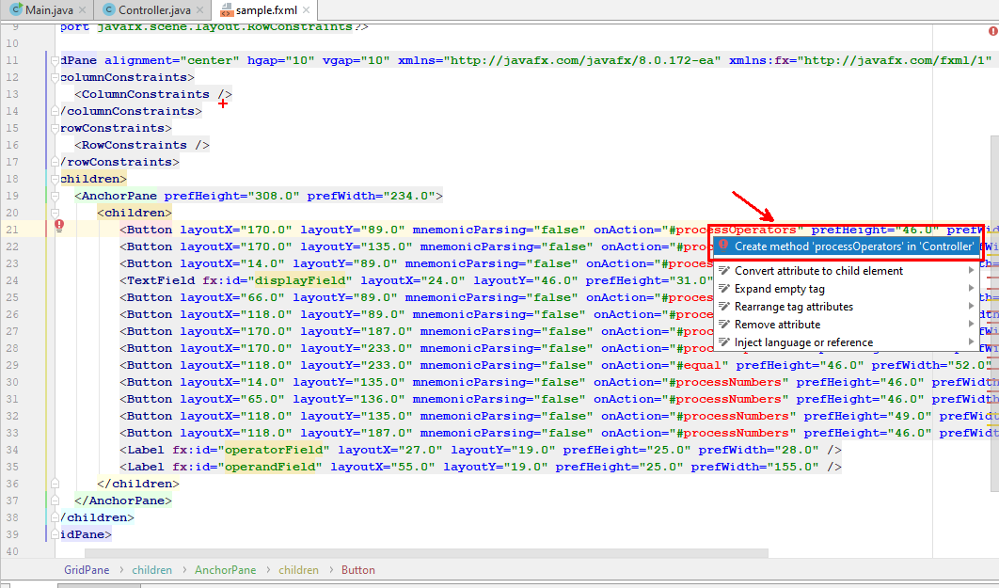 Main.java Controller.java sample.fxml
9 port javafx.scene.layout.RowConstraints?>
10
11 dPane alignment="center" hgap="10" vgap="10" xmlns="http://javafx.com/javafx/8.0.172-ea" xmlns:fx="http://javafx.com/fxml/1"
12 columnConstraints>
13 <ColumnConstraints />
14 /columnConstraints>
15 rowConstraints>
16 <RowConstraints />
17 /rowConstraints>
18 children>
19 <AnchorPane prefHeight="308.0" prefWidth="234.0">
20 <children>
21 <Button layoutX="170.0" layoutY="89.0" mnemonicParsing="false" onAction="#processOperators" prefHeight="46.0" prefWid
22 <Button layoutX="170.0" layoutY="135.0" mnemonicParsing="false" onAction="#proc
Create method 'processOperators' in 'Controller'
23 <Button layoutX="14.0" layoutY="89.0" mnemonicParsing="false" onAction="#proces
24 <TextField fx:id="displayField" layoutX="24.0" layoutY="46.0" prefHeight="31.0"
Convert attribute to child element
25 <Button layoutX="66.0" layoutY="89.0" mnemonicParsing="false" onAction="#proces
Expand empty tag
26 <Button layoutX="118.0" layoutY="89.0" mnemonicParsing="false" onAction="#proce
Rearrange tag attributes
27 <Button layoutX="170.0" layoutY="187.0" mnemonicParsing="false" onAction="#proc
Remove attribute
28 <Button layoutX="170.0" layoutY="233.0" mnemonicParsing="false" onAction="#proc
Inject language or reference
29 <Button layoutX="118.0" layoutY="233.0" mnemonicParsing="false" onAction="#equal" prefHeight="46.0" prefWidth="52.0"
30 <Button layoutX="14.0" layoutY="135.0" mnemonicParsing="false" onAction="#processNumbers" prefHeight="46.0" prefWidth
31 <Button layoutX="65.0" layoutY="136.0" mnemonicParsing="false" onAction="#processNumbers" prefHeight="46.0" prefWidth
32 <Button layoutX="118.0" layoutY="135.0" mnemonicParsing="false" onAction="#processNumbers" prefHeight="49.0" prefWid
33 <Button layoutX="118.0" layoutY="187.0" mnemonicParsing="false" onAction="#processNumbers" prefHeight="46.0" prefWid
34 <Label fx:id="operatorField" layoutX="27.0" layoutY="19.0" prefHeight="25.0" prefWidth="28.0" />
35 <Label fx:id="operandField" layoutX="55.0" layoutY="19.0" prefHeight="25.0" prefWidth="155.0" />
36 </children>
37 </AnchorPane>
38 /children>
39 idPane>
40
GridPane › children › AnchorPane › children › Button